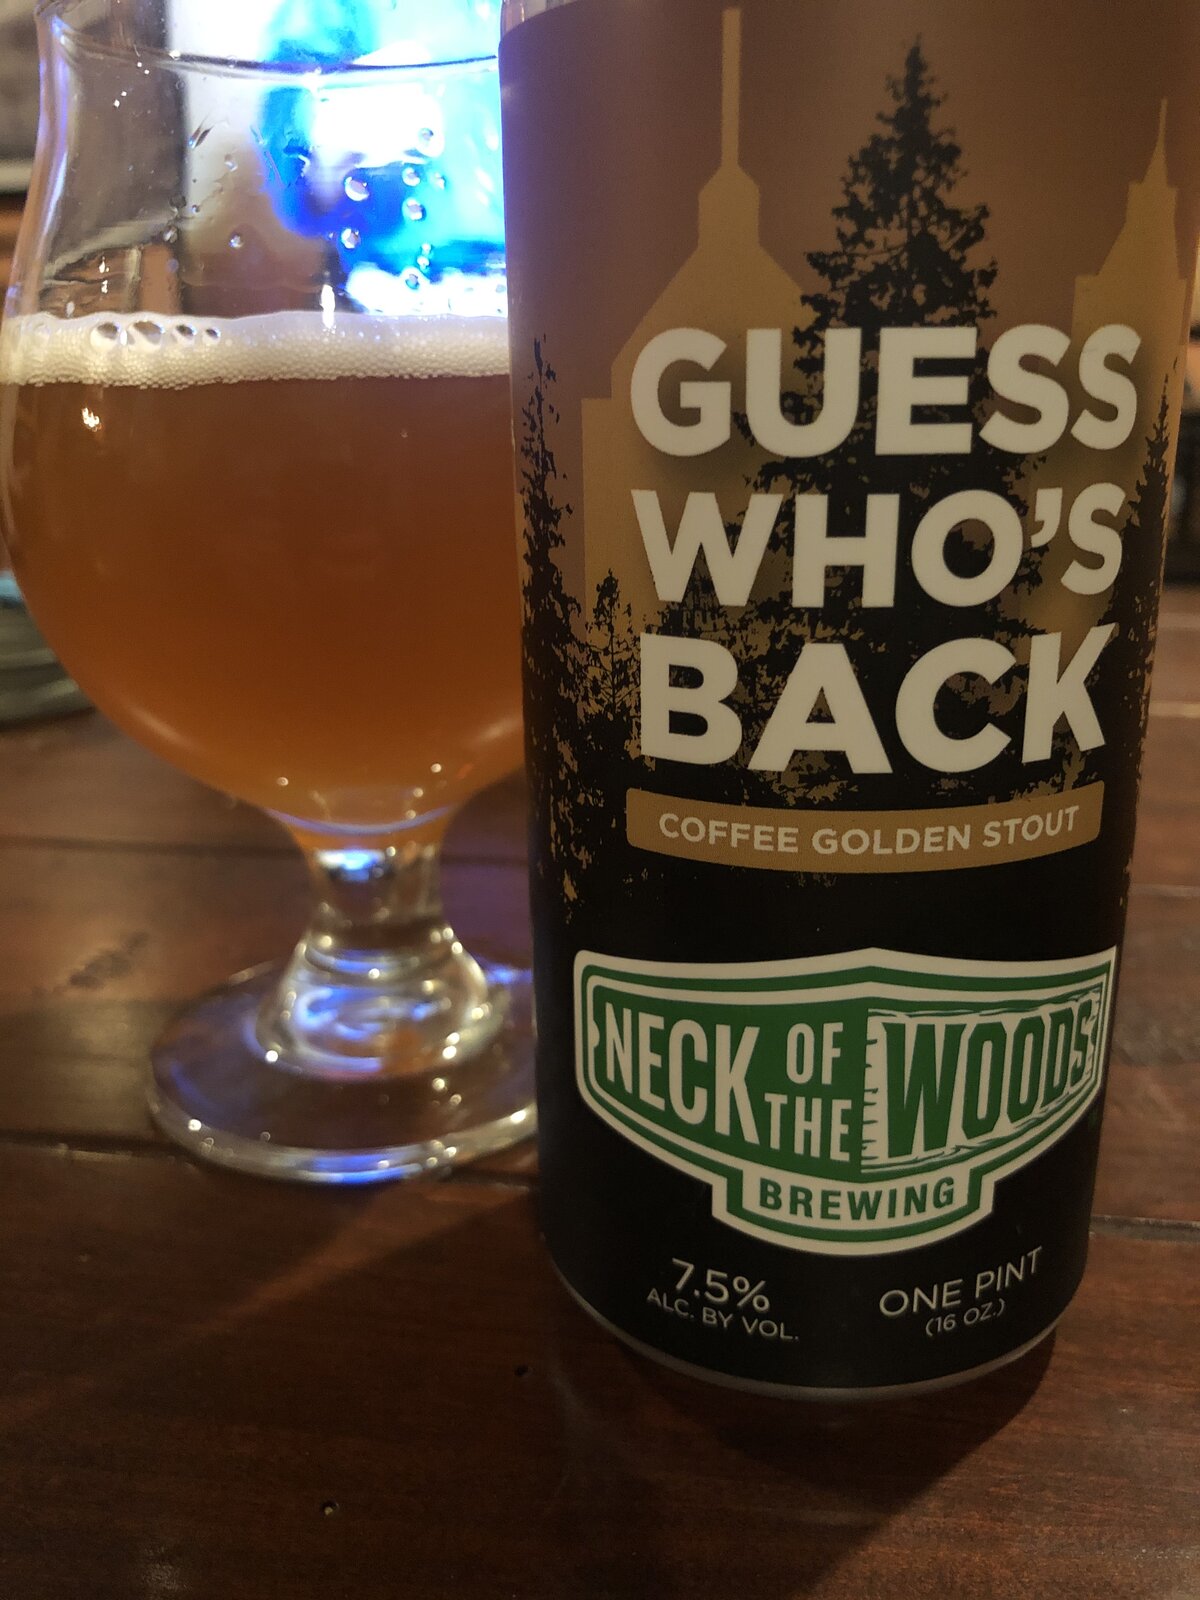 GUESS
WHO'S
BACK
COFFEE GOLDEN STOUT
NECK OF THE WOODS
BREWING
7.5%
ALC. BY VOL.
ONE PINT
(16 OZ.)